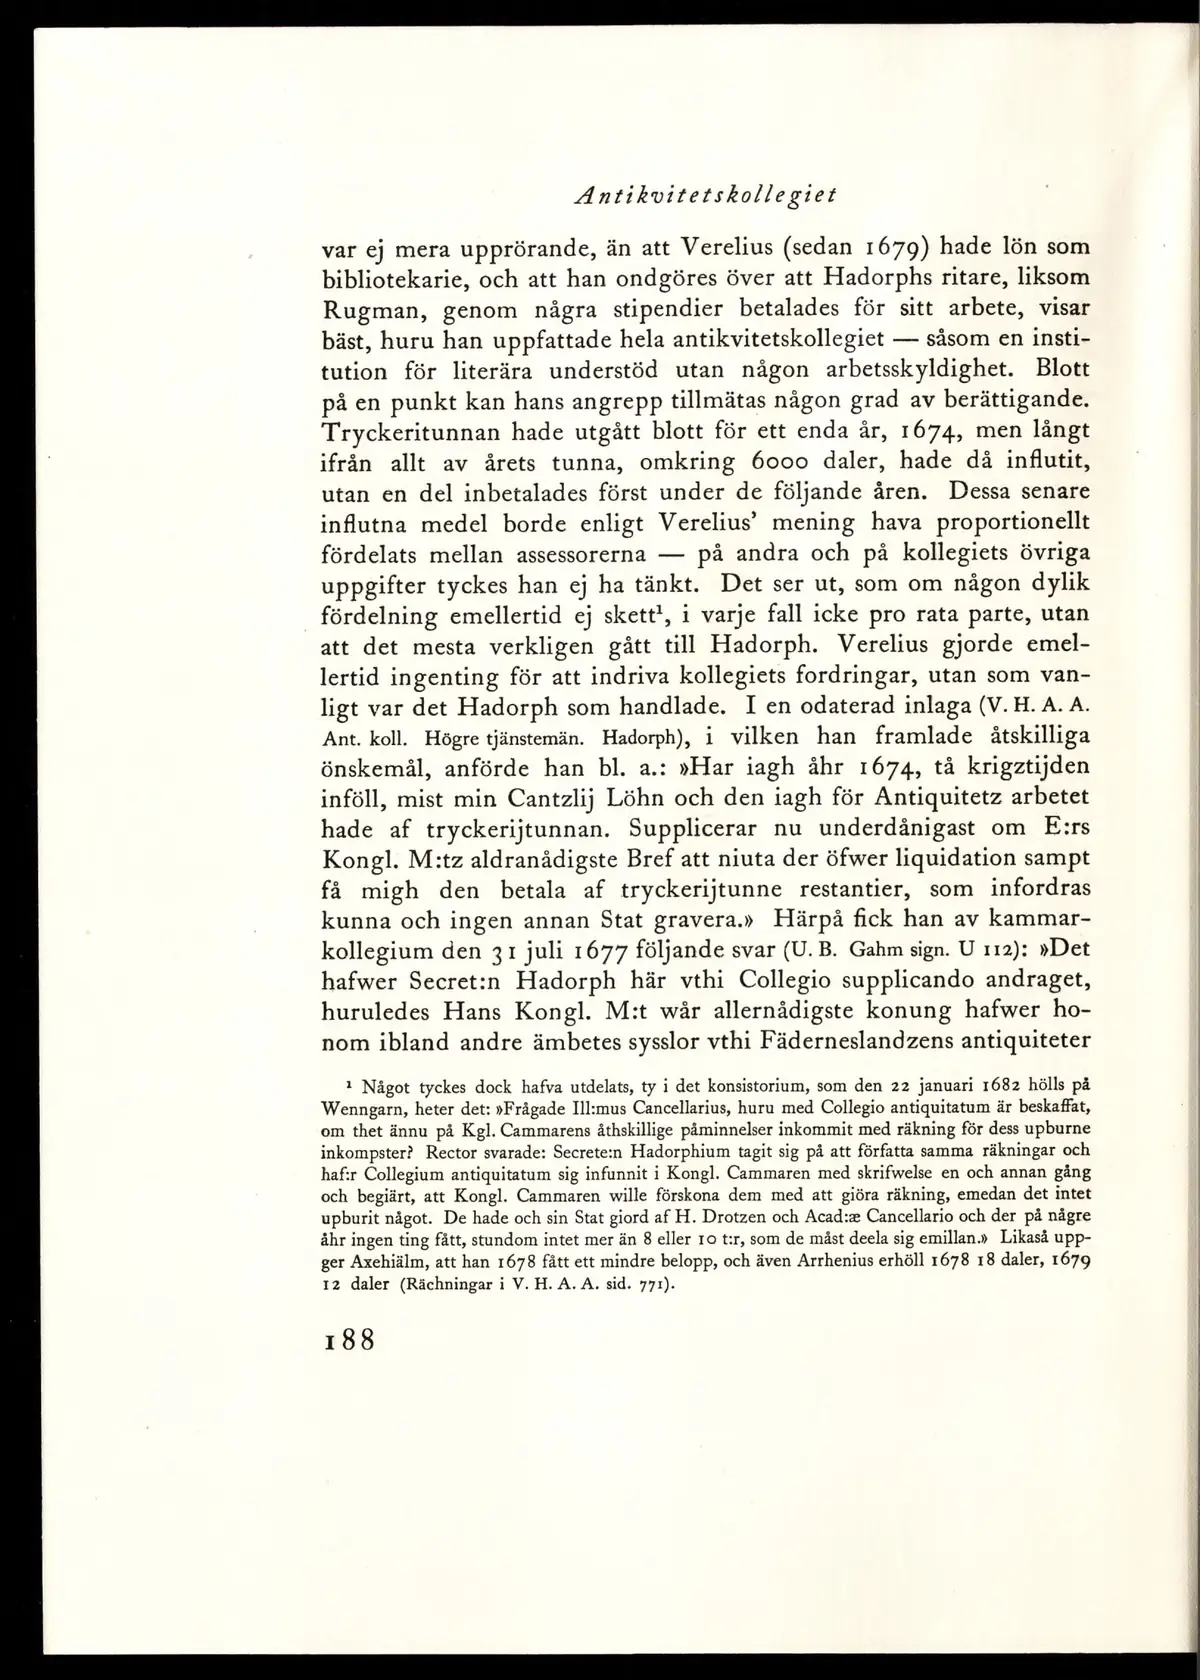 Antikvitetskollegiet
var ej mera upprörande, än att Verelius (sedan 1679) hade lön som
bibliotekarie, och att han ondgöres över att Hadorphs ritare, liksom
Rugman, genom några stipendier betalades för sitt arbete, visar
bäst, huru han uppfattade hela antikvitetskollegiet — såsom en insti-
tution för literära understöd utan någon arbetsskyldighet. Blott
på en punkt kan hans angrepp tillmätas någon grad av berättigande.
Tryckeritunnan hade utgått blott för ett enda år, 1674, men långt
ifrån allt av årets tunna, omkring 6000 daler, hade då influtit,
utan en del inbetalades först under de följande åren. Dessa senare
influtna medel borde enligt Verelius’ mening hava proportionellt
fördelats mellan assessorerna — på andra och på kollegiets övriga
uppgifter tyckes han ej ha tänkt. Det ser ut, som om någon dylik
fördelning emellertid ej skett¹, i varje fall icke pro rata parte, utan
att det mesta verkligen gått till Hadorph. Verelius gjorde emel-
lertid ingenting för att indriva kollegiets fordringar, utan som van-
ligt var det Hadorph som handlade. I en odaterad inlaga (V. H. A. A.
Ant. koll. Högre tjänstemän. Hadorph), i vilken han framlade åtskilliga
önskemål, anförde han bl. a.: »Har iagh åhr 1674, tå krigztijden
inföll, mist min Cantzlij Löhn och den iagh för Antiquitetz arbetet
hade af tryckerijtunnan. Supplicerar nu underdånigast om E:rs
Kongl. M:tz aldranådigste Bref att niuta der öfwer liquidation sampt
få migh den betala af tryckerijtunne restantier, som infordras
kunna och ingen annan Stat gravera.» Härpå fick han av kammar-
kollegium den 31 juli 1677 följande svar (U. B. Gahm sign. U 112): »Det
hafwer Secret:n Hadorph här vthi Collegio supplicando andraget,
huruledes Hans Kongl. M:t wår allernådigste konung hafwer ho-
nom ibland andre ämbetes sysslor vthi Fäderneslandzens antiquiteter
¹ Något tyckes dock hafva utdelats, ty i det konsistorium, som den 22 januari 1682 hölls på
Wenngarn, heter det: »Frågade Ill:mus Cancellarius, huru med Collegio antiquitatum är beskaffat,
om thet ännu på Kgl. Cammarens åthskillige påminnelser inkommit med räkning för dess upburne
inkompster? Rector svarade: Secrete:n Hadorphium tagit sig på att författa samma räkningar och
haf:r Collegium antiquitatum sig infunnit i Kongl. Cammaren med skrifwelse en och annan gång
och begiärt, att Kongl. Cammaren wille förskona dem med att giöra räkning, emedan det intet
upburit något. De hade och sin Stat giord af H. Drotzen och Acad:æ Cancellario och der på någre
åhr ingen ting fått, stundom intet mer än 8 eller 10 t:r, som de måst deela sig emillan.» Likaså upp-
ger Axehiälm, att han 1678 fått ett mindre belopp, och även Arrhenius erhöll 1678 18 daler, 1679
12 daler (Rächningar i V. H. A. A. sid. 771).
188